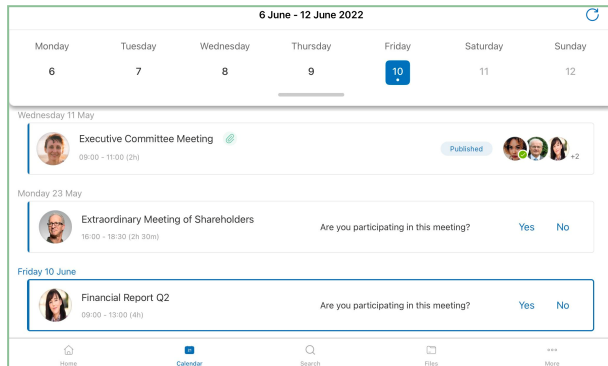 6 June - 12 June 2022
Monday Tuesday Wednesday Thursday Friday Saturday Sunday
6 7 8 9 10 11 12
Wednesday 11 May
Executive Committee Meeting
09:00 - 11:00 (2h)
Published
+2
Monday 23 May
Extraordinary Meeting of Shareholders
16:00 - 18:30 (2h 30m)
Are you participating in this meeting? Yes No
Friday 10 June
Financial Report Q2
09:00 - 13:00 (4h)
Are you participating in this meeting? Yes No
Home Calendar Search Files More